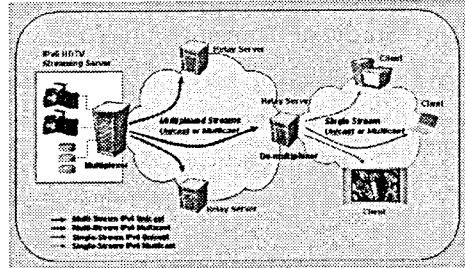 IPv6 HDTV
Streaming Server
Multiplexer
Relay Server
Multiplexed Streams
Unicast or Multicast
Relay Server
Relay Server
De-multiplexer
Single Stream
Unicast or Multicast
Client
Client
Client
Multi-Stream IPv6 Unicast
Multi-Stream IPv6 Multicast
Single-Stream IPv6 Unicast
Single-Stream IPv6 Multicast